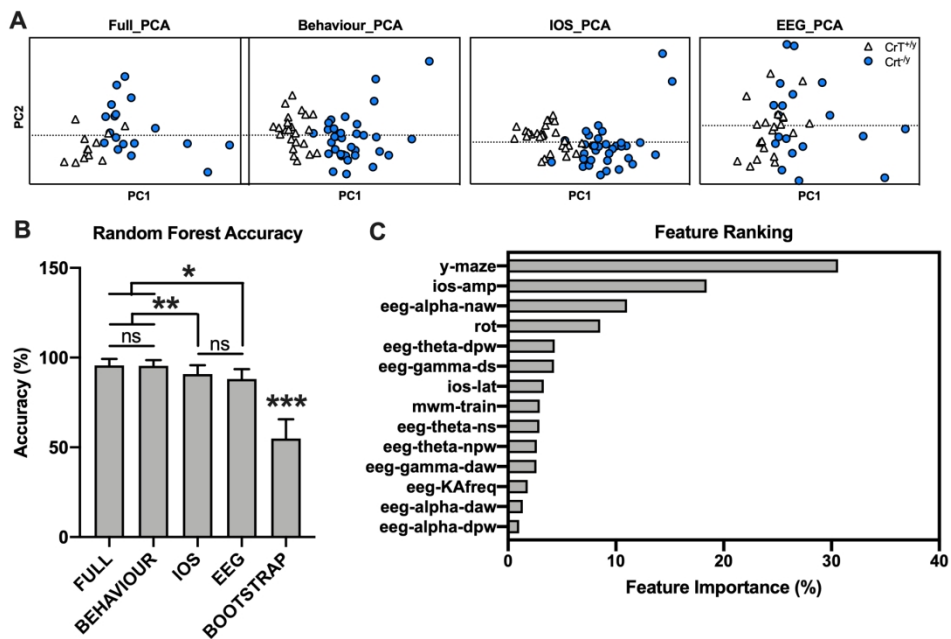 A
Full_PCA
Behaviour_PCA
IOS_PCA
EEG_PCA
CrT+/y
Crt-/y
PC2
PC1
PC1
PC1
PC1
B
Random Forest Accuracy
Accuracy (%)
150
100
50
0
*
**
ns
ns
***
FULL
BEHAVIOUR
IOS
EEG
BOOTSTRAP
C
Feature Ranking
y-maze
ios-amp
eeg-alpha-naw
rot
eeg-theta-dpw
eeg-gamma-ds
ios-lat
mwm-train
eeg-theta-ns
eeg-theta-npw
eeg-gamma-daw
eeg-KAfreq
eeg-alpha-daw
eeg-alpha-dpw
0 10 20 30 40
Feature Importance (%)